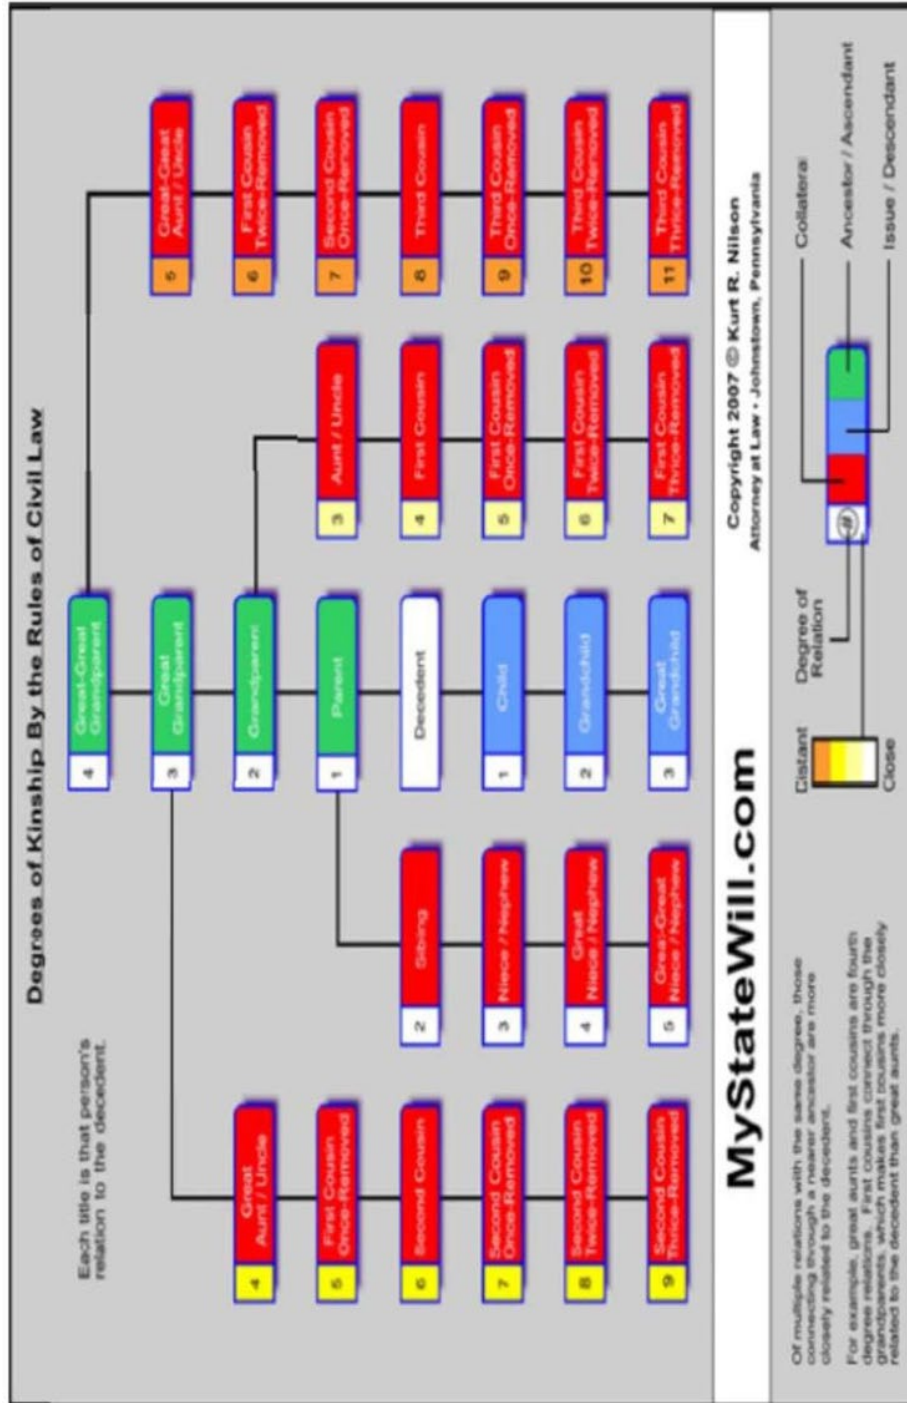 Degrees of Kinship By the Rules of Civil Law
Each title is that person's
relation to the decedent.
4
Great-Great
Grandparent
3
Great
Grandparent
5
Great-Great
Aunt / Uncle
4
Great
Aunt / Uncle
2
Grandparent
6
First Cousin
Twice-Removed
5
First Cousin
Once-Removed
1
Parent
3
Aunt / Uncle
7
Second Cousin
Once-Removed
6
Second Cousin
2
Sibing
Decedent
4
First Cousin
8
Third Cousin
7
Second Cousin
Once-Removed
3
Niece / Nephew
1
Child
5
First Cousin
Once-Removed
9
Third Cousin
Once-Removed
8
Second Cousin
Twice-Removed
4
Great
Niece / Nephew
2
Grandchild
6
First Cousin
Twice-Removed
10
Third Cousin
Twice-Removed
9
Second Cousin
Thrice-Removed
5
Great-Great
Niece / Nephew
3
Great
Grandchild
7
First Cousin
Thrice-Removed
11
Third Cousin
Thrice-Removed
MyStateWill.com
Copyright 2007 © Kurt R. Nilson
Attorney at Law • Johnstown, Pennsylvania
Of multiple relations with the same degree, those
connecting through a nearer ancestor are more
closely related to the decedent.
For example, great aunts and first cousins are fourth
degree relations. First cousins connect through the
grandparents, which makes first cousins more closely
related to the decedent than great aunts.
Distant
Close
Degree of
Relation
#
Collatera
Ancestor / Ascendant
Issue / Descendant